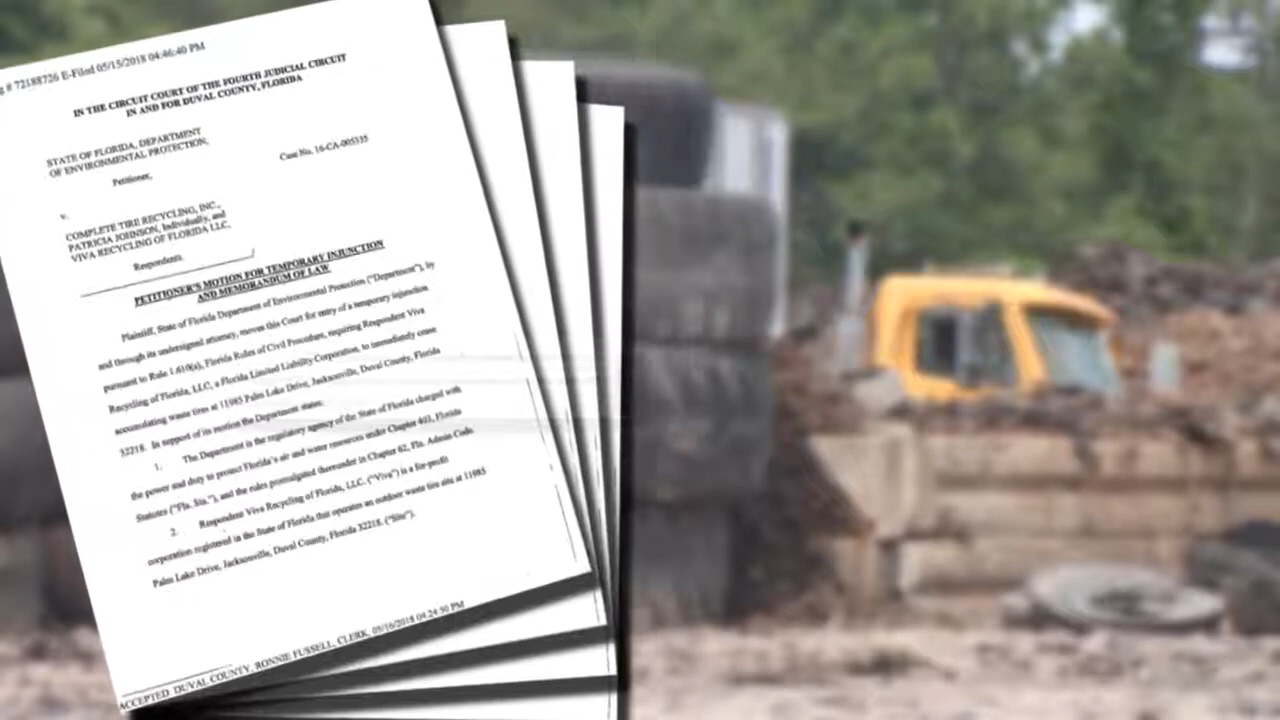 # 72188726 E-Filed 05/15/2018 04:46:40 PM
IN THE CIRCUIT COURT OF THE FOURTH JUDICIAL CIRCUIT
IN AND FOR DUVAL COUNTY, FLORIDA
STATE OF FLORIDA, DEPARTMENT
OF ENVIRONMENTAL PROTECTION,
Case No. 16-CA-005335
Petitioner,
v.
COMPLETE TIRE RECYCLING, INC.,
PATRICIA JOHNSON, Individually, and
VIVA RECYCLING OF FLORIDA LLC,
Respondents.
PETITIONER'S MOTION FOR TEMPORARY INJUNCTION
AND MEMORANDUM OF LAW
Plaintiff, State of Florida Department of Environmental Protection ("Department"), by
and through its undersigned attorney, moves this Court for entry of a temporary injunction,
pursuant to Rule 1.610(a), Florida Rules of Civil Procedure, requiring Respondent Viva
Recycling of Florida, LLC, a Florida Limited Liability Corporation, to immediately cease
accumulating waste tires at 11985 Palm Lake Drive, Jacksonville, Duval County, Florida
32218. In support of its motion the Department states:
1. The Department is the regulatory agency of the State of Florida charged with
the power and duty to protect Florida's air and water resources under Chapter 403, Florida
Statutes ("Fla. Sta."), and the rules promulgated thereunder in Chapter 62, Fla. Admin Code.
2. Respondent Viva Recycling of Florida, LLC. ("Viva") is a for-profit
corporation registered in the State of Florida that operates an outdoor waste tire site at 11985
Palm Lake Drive, Jacksonville, Duval County, Florida 32218. ("Site").
ACCEPTED: DUVAL COUNTY, RONNIE FUSSELL, CLERK, 05/16/2018 04:24:50 PM